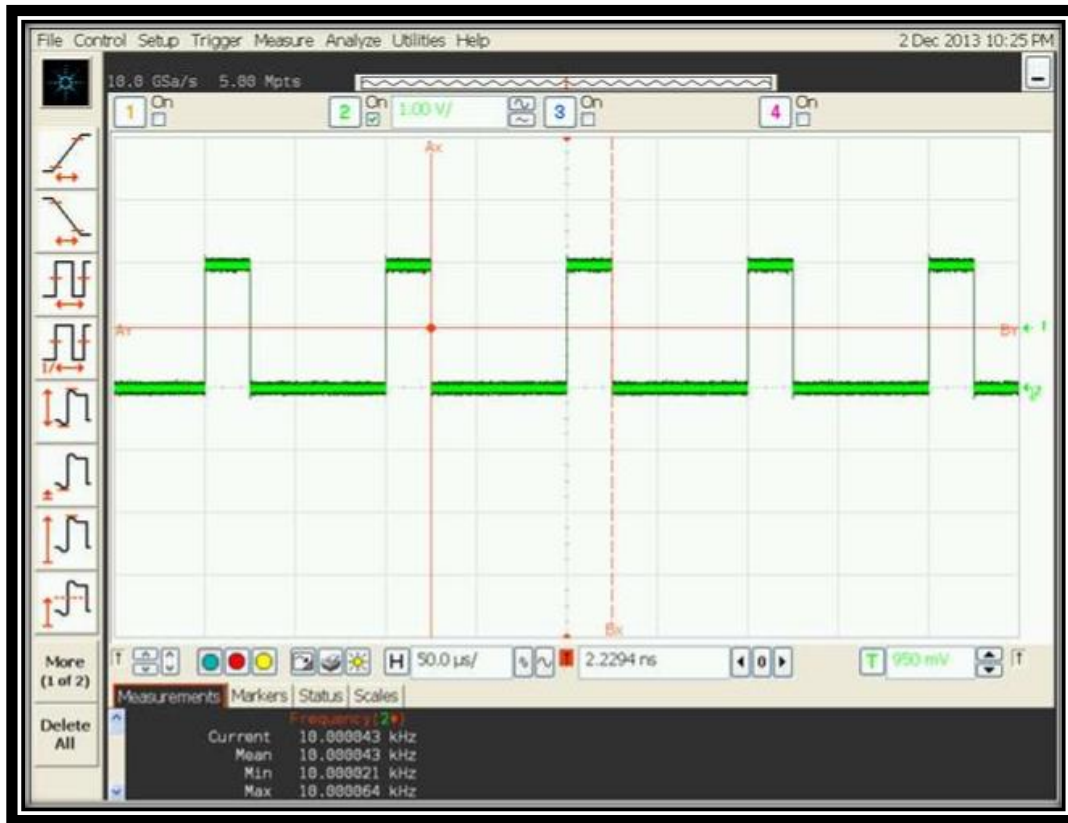 File Control Setup Trigger Measure Analyze Utilities Help 2 Dec 2013 10:25 PM
10.0 GSa/s 5.00 Mpts
1 On 2 On 1.00 V/ 3 On 4 On
Ax
Ay By
Bx
H 50.0 µs/ 2.2294 ns 0 T 950 mV
More
(1 of 2)
Delete
All
Measurements Markers Status Scales
Frequency(2)
Current 10.000043 kHz
Mean 10.000043 kHz
Min 10.000021 kHz
Max 10.000064 kHz